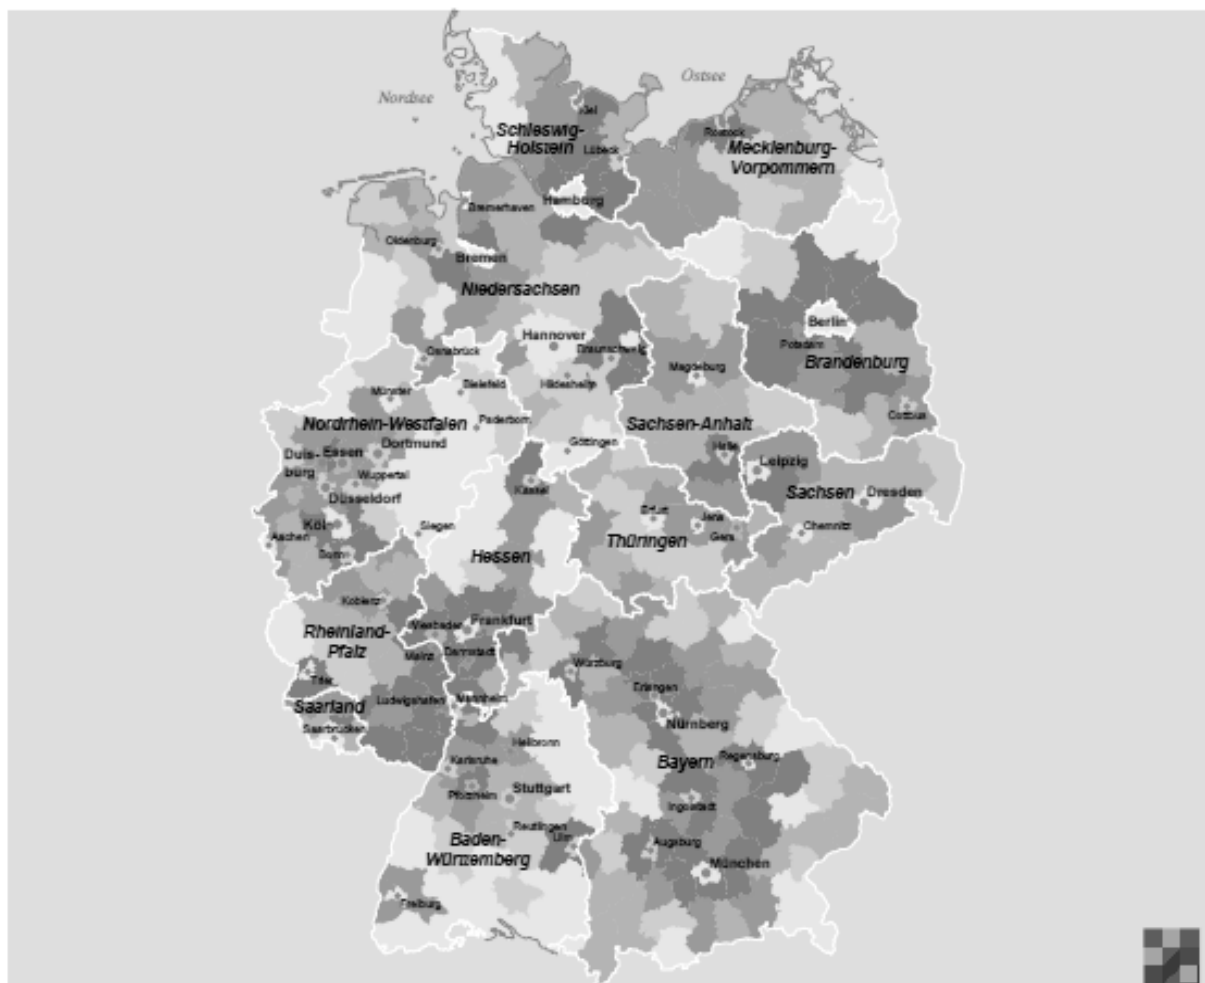 Ostsee
Nordsee
Kiel
Schleswig-
Holstein
Lübeck
Rostock
Mecklenburg-
Vorpommern
Hamburg
Bremerhaven
Oldenburg
Bremen
Niedersachsen
Hannover
Braunschweig
Osnabrück
Hildesheim
Berlin
Potsdam
Brandenburg
Magdeburg
Cottbus
Bielefeld
Münster
Nordrhein-Westfalen
Paderborn
Dortmund
Essen
Duis-
burg
Wuppertal
Düsseldorf
Göttingen
Sachsen-Anhalt
Halle
Leipzig
Sachsen
Dresden
Kassel
Köln
Aachen
Bonn
Siegen
Hessen
Erfurt
Jena
Gera
Thüringen
Chemnitz
Koblenz
Wiesbaden
Frankfurt
Rheinland-
Pfalz
Mainz
Darmstadt
Trier
Würzburg
Saarland
Ludwigshafen
Mannheim
Saarbrücken
Erlangen
Nürnberg
Heilbronn
Karlsruhe
Bayern
Regensburg
Pforzheim
Stuttgart
Ingolstadt
Reutlingen
Ulm
Baden-
Württemberg
Augsburg
München
Freiburg